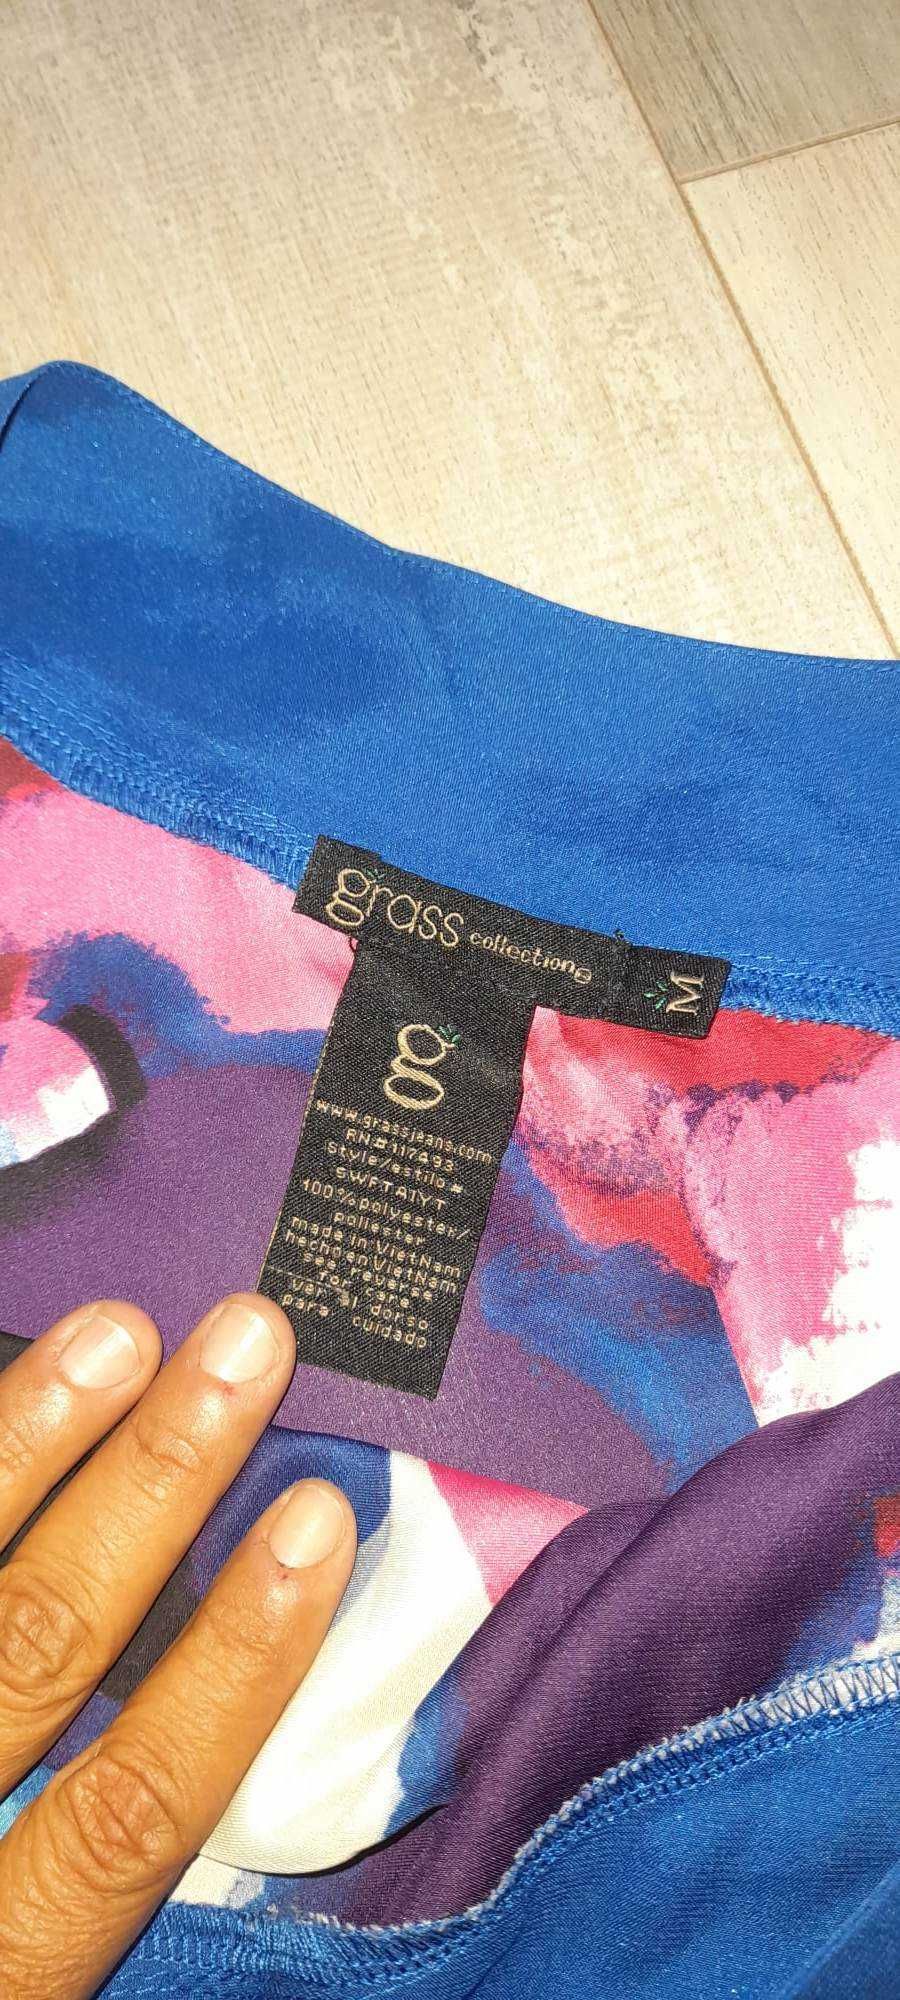 grass collection
M
g
www.grassjeans.com
RN#117493
Style/estilo #
SWFTA1YT
100%polyester/
poliester
made in VietNam
hecho en VietNam
see reverse
for care
ver al dorso
para cuidado